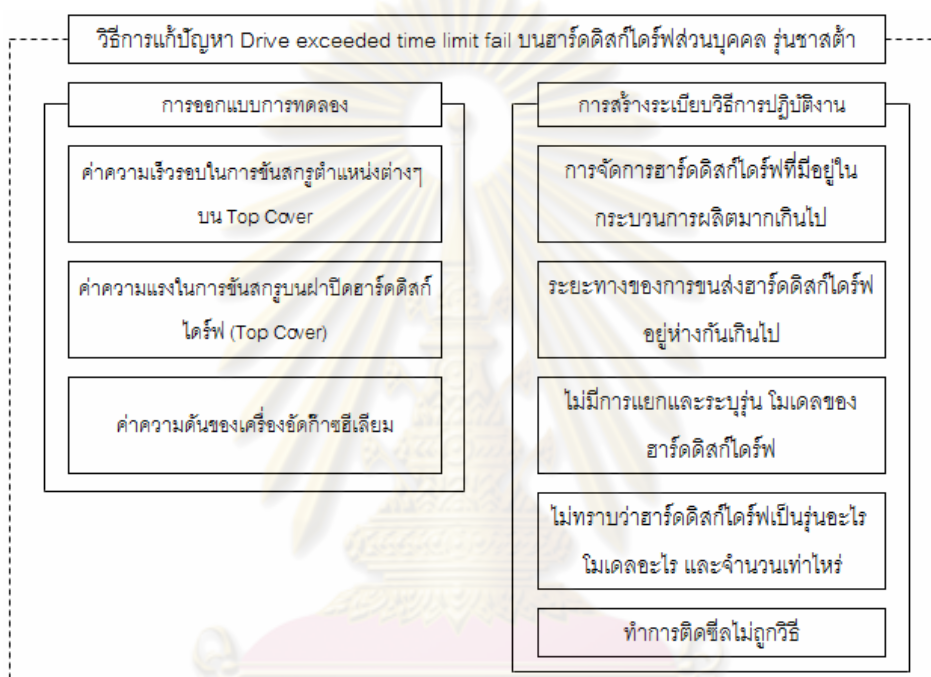 วิธีการแก้ปัญหา Drive exceeded time limit fail บนฮาร์ดดิสก์ไดร์ฟส่วนบุคคล รุ่นชาสต้า
การออกแบบการทดลอง
ค่าความเร็วรอบในการขันสกรูตำแหน่งต่างๆ
บน Top Cover
ค่าความแรงในการขันสกรูบนฝาปิดฮาร์ดดิสก์
ไดร์ฟ (Top Cover)
ค่าความดันของเครื่องอัดก๊าซฮีเลียม
การสร้างระเบียบวิธีการปฏิบัติงาน
การจัดการฮาร์ดดิสก์ไดร์ฟที่มีอยู่ใน
กระบวนการผลิตมากเกินไป
ระยะทางของการขนส่งฮาร์ดดิสก์ไดร์ฟ
อยู่ห่างกันเกินไป
ไม่มีการแยกและระบุรุ่น โมเดลของ
ฮาร์ดดิสก์ไดร์ฟ
ไม่ทราบว่าฮาร์ดดิสก์ไดร์ฟเป็นรุ่นอะไร
โมเดลอะไร และจำนวนเท่าไหร่
ทำการติดซีลไม่ถูกวิธี